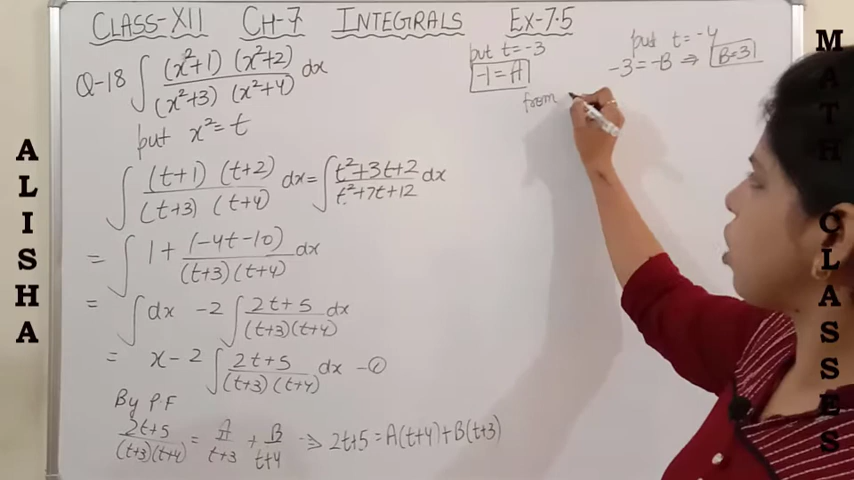 CLASS-XII CH-7 INTEGRALS EX-7.5
Q-18 ∫ (x²+1) (x²+2) / (x²+3) (x²+4) dx
put x²=t
∫ (t+1) (t+2) / (t+3) (t+4) dx = ∫ t²+3t+2 / t²+7t+12 dx
= ∫ 1 + (-4t-10) / (t+3)(t+4) dx
= ∫ dx -2 ∫ 2t+5 / (t+3)(t+4) dx
= x - 2 ∫ 2t+5 / (t+3)(t+4) dx -①
By P.F
2t+5 / (t+3)(t+4) = A / t+3 + B / t+4 => 2t+5 = A(t+4)+B(t+3)
put t=-3
-1=A
put t=-4
-3=-B ⇒ B=3
from
ALISHA
MATH CLASSES